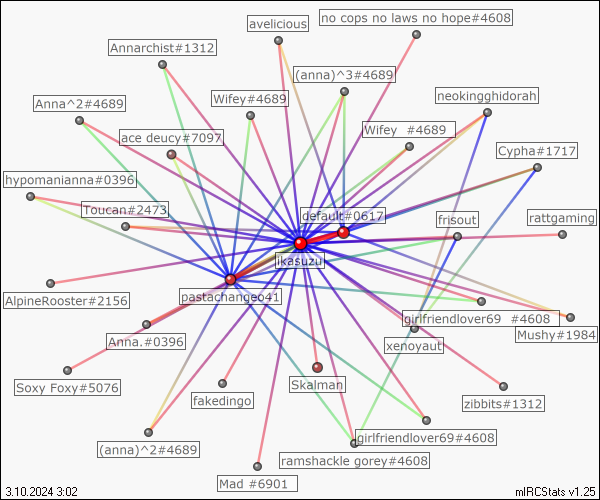 no cops no laws no hope#4608
avelicious
Annarchist#1312
(anna)^3#4689
neokingghidorah
Wifey#4689
Anna^2#4689
Wifey #4689
ace deucy#7097
Cypha#1717
hypomanianna#0396
Toucan#2473
default#0617
frisout
rattgaming
ikasuzu
pastachangeo41
AlpineRooster#2156
girlfriendlover69 #4608
Mushy#1984
Anna.#0396
xenoyaut
Soxy Foxy#5076
Skalman
fakedingo
zibbits#1312
girlfriendlover69#4608
(anna)^2#4689
ramshackle gorey#4608
Mad #6901
3.10.2024 3:02
mIRCStats v1.25